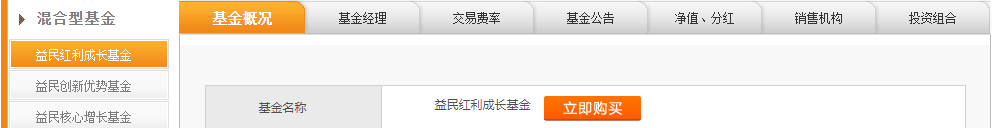 混合型基金
益民红利成长基金
益民创新优势基金
益民核心增长基金
基金概况 基金经理 交易费率 基金公告 净值、分红 销售机构 投资组合
基金名称 益民红利成长基金 立即购买